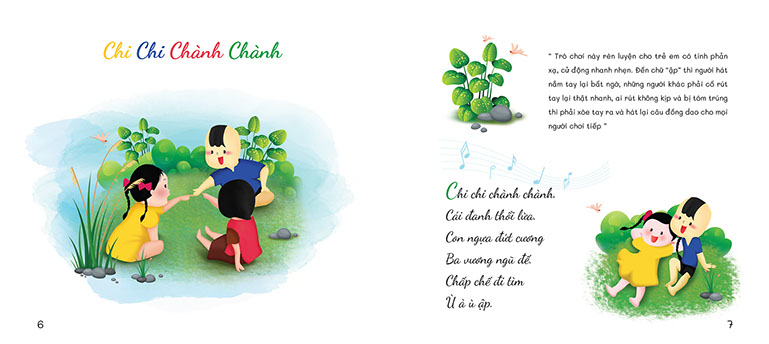 Chi Chi Chành Chành
" Trò chơi này rèn luyện cho trẻ em có tính phản
xạ, cử động nhanh nhẹn. Đến chữ "ập" thì người hát
nắm tay lại bất ngờ, những người khác phải cố rút
tay lại thật nhanh, ai rút không kịp và bị tóm trúng
thì phải xòe tay ra và hát lại câu đồng dao cho mọi
người chơi tiếp "
Chi chi chành chành.
Cái đanh thổi lửa.
Con ngựa đứt cương
Ba vương ngũ đế.
Chấp chế đi tìm
Ù à ù ập.
6
7